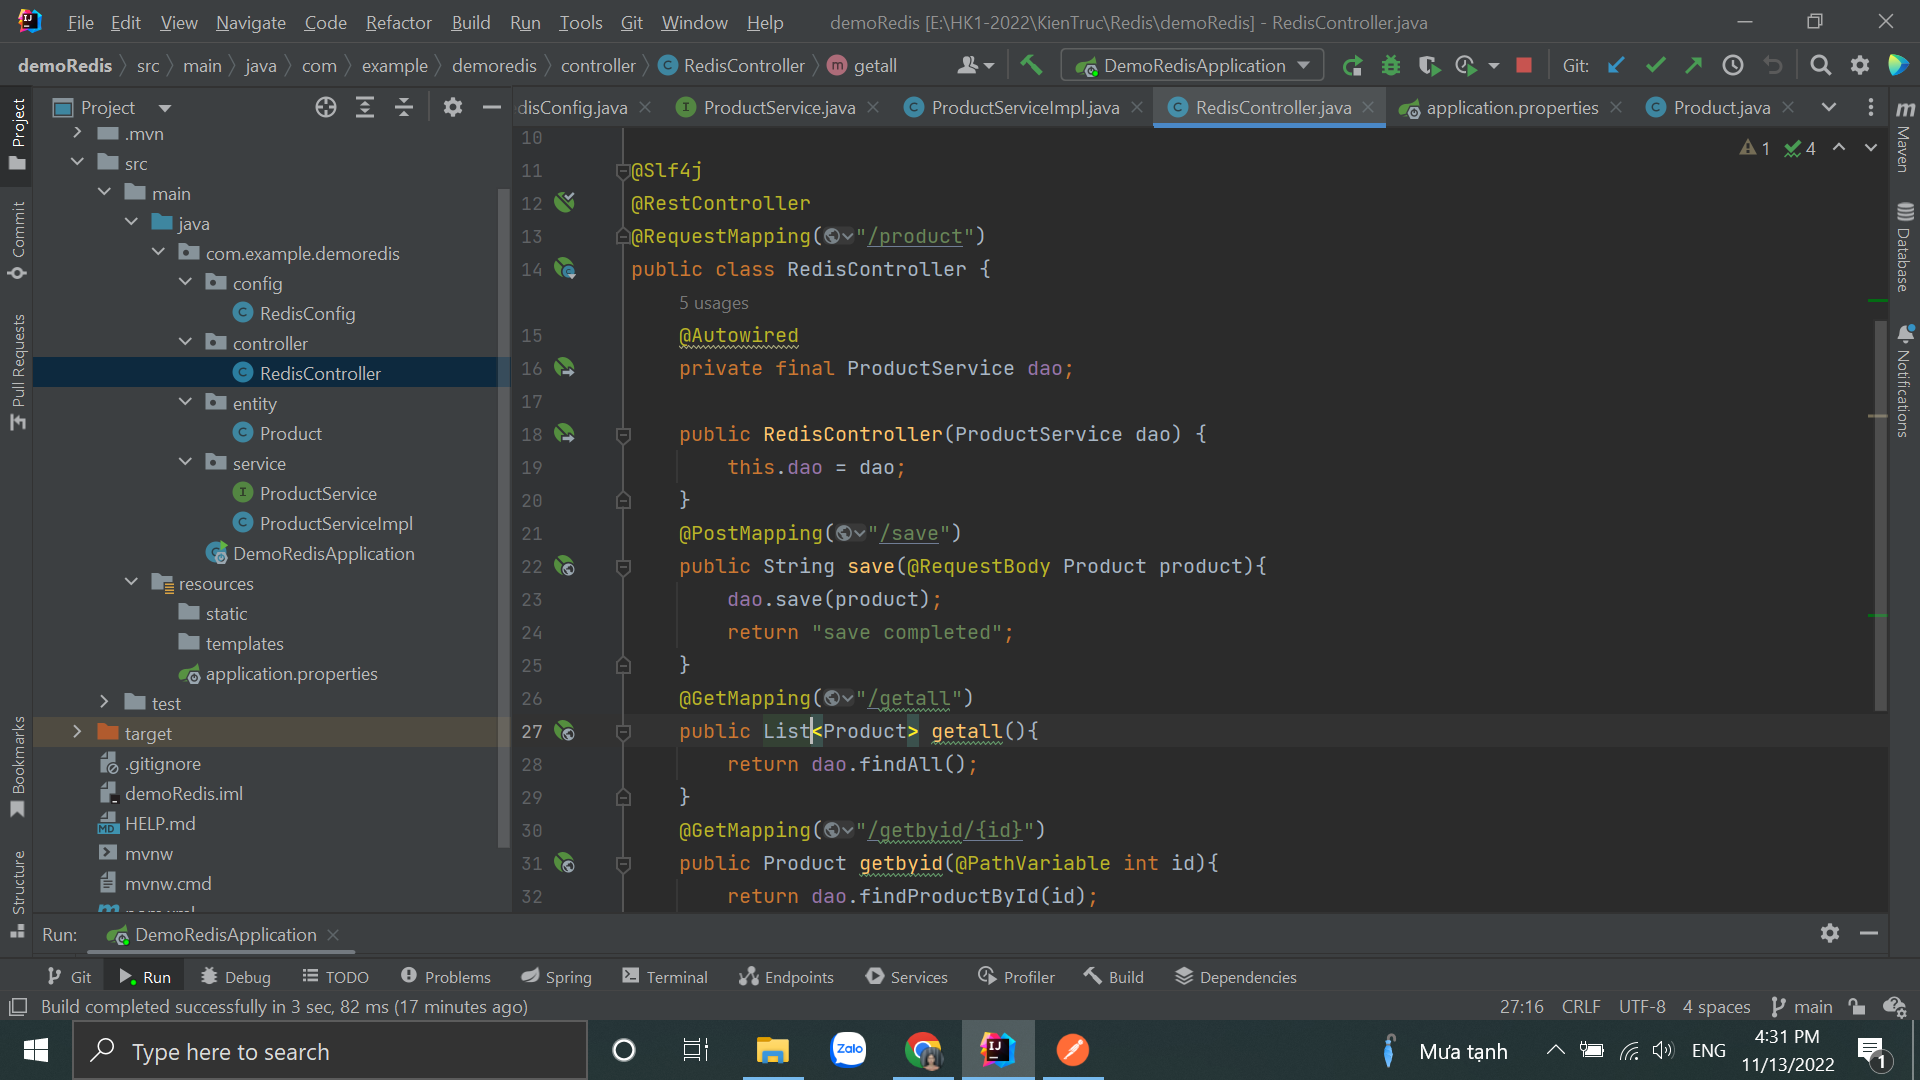 File Edit View Navigate Code Refactor Build Run Tools Git Window Help demoRedis [E:\HK1-2022\KienTruc\Redis\demoRedis] - RedisController.java
demoRedis src main java com example demoredis controller RedisController getall DemoRedisApplication Git:
Project
disConfig.java ProductService.java ProductServiceImpl.java RedisController.java application.properties Product.java
.mvn
src
main
java
com.example.demoredis
config
RedisConfig
controller
RedisController
entity
Product
service
ProductService
ProductServiceImpl
DemoRedisApplication
resources
static
templates
application.properties
test
target
.gitignore
demoRedis.iml
HELP.md
mvnw
mvnw.cmd
Project
Commit
Pull Requests
Bookmarks
Structure
1 4
10
11 @Slf4j
12 @RestController
13 @RequestMapping("/product")
14 public class RedisController {
5 usages
15 @Autowired
16 private final ProductService dao;
17
18 public RedisController(ProductService dao) {
19 this.dao = dao;
20 }
21 @PostMapping("/save")
22 public String save(@RequestBody Product product){
23 dao.save(product);
24 return "save completed";
25 }
26 @GetMapping("/getall")
27 public List<Product> getall(){
28 return dao.findAll();
29 }
30 @GetMapping("/getbyid/{id}")
31 public Product getbyid(@PathVariable int id){
32 return dao.findProductById(id);
Maven
Database
Notifications
Run: DemoRedisApplication
Git Run Debug TODO Problems Spring Terminal Endpoints Services Profiler Build Dependencies
Build completed successfully in 3 sec, 82 ms (17 minutes ago) 27:16 CRLF UTF-8 4 spaces main
Type here to search Zalo Mưa tạnh ENG 4:31 PM
11/13/2022 1